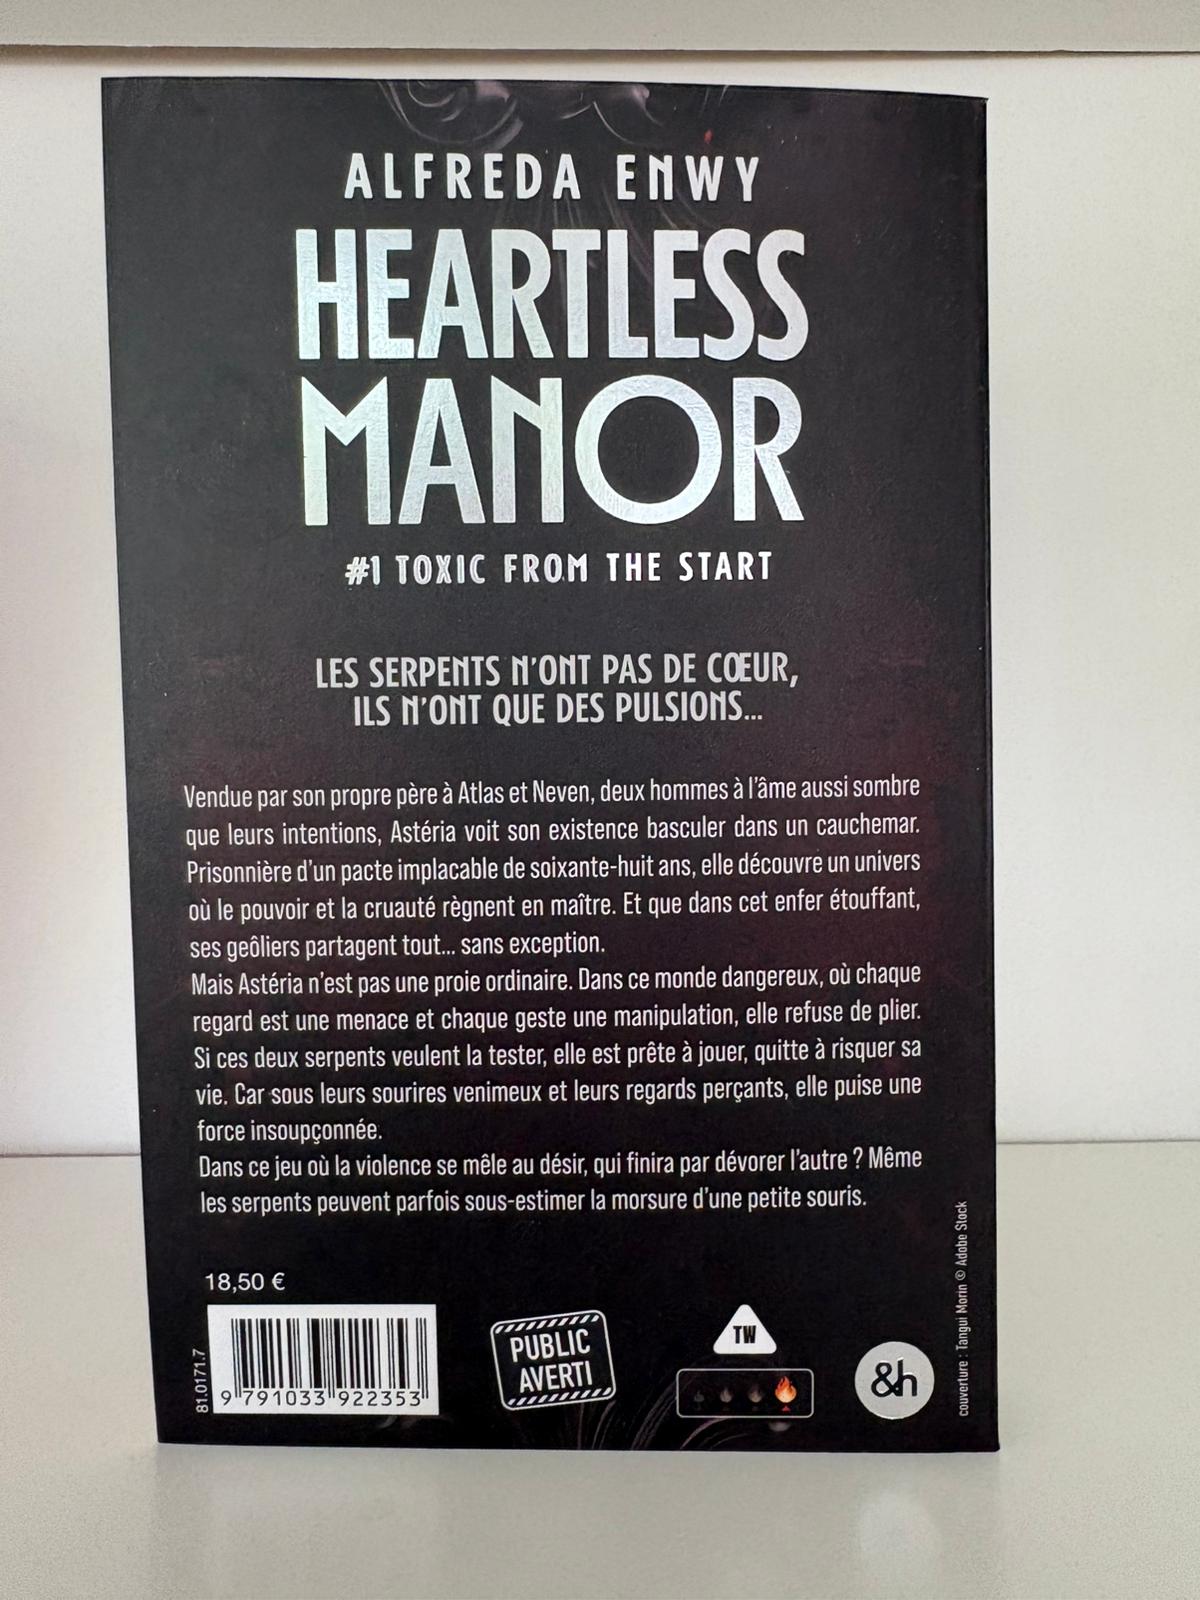 ALFREDA ENWY
HEARTLESS
MANOR
#1 TOXIC FROM THE START
LES SERPENTS N'ONT PAS DE CŒUR,
ILS N'ONT QUE DES PULSIONS...
Vendue par son propre père à Atlas et Neven, deux hommes à l'âme aussi sombre
que leurs intentions, Astéria voit son existence basculer dans un cauchemar.
Prisonnière d'un pacte implacable de soixante-huit ans, elle découvre un univers
où le pouvoir et la cruauté règnent en maître. Et que dans cet enfer étouffant,
ses geôliers partagent tout... sans exception.
Mais Astéria n'est pas une proie ordinaire. Dans ce monde dangereux, où chaque
regard est une menace et chaque geste une manipulation, elle refuse de plier.
Si ces deux serpents veulent la tester, elle est prête à jouer, quitte à risquer sa
vie. Car sous leurs sourires venimeux et leurs regards perçants, elle puise une
force insoupçonnée.
Dans ce jeu où la violence se mêle au désir, qui finira par dévorer l'autre ? Même
les serpents peuvent parfois sous-estimer la morsure d'une petite souris.
18,50 €
81.0171.7
9 791033 922353
PUBLIC
AVERTI
TW
&h
couverture : Tangui Morin © Adobe Stock